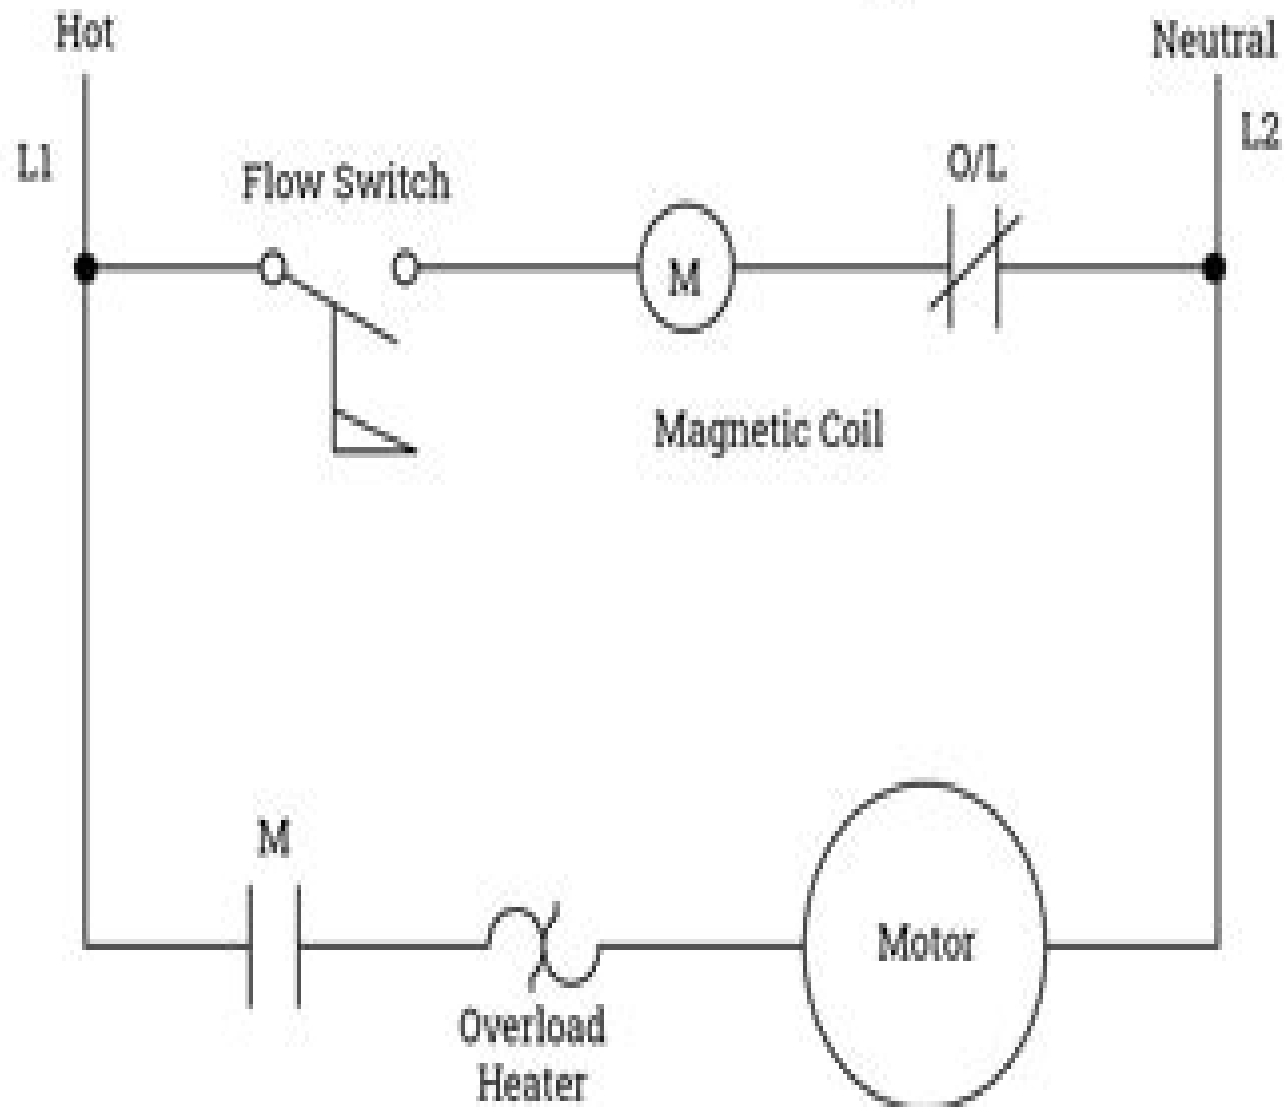 Hot
Neutral
L1
L2
Flow Switch
O/L
M
Magnetic Coil
M
Motor
Overload
Heater